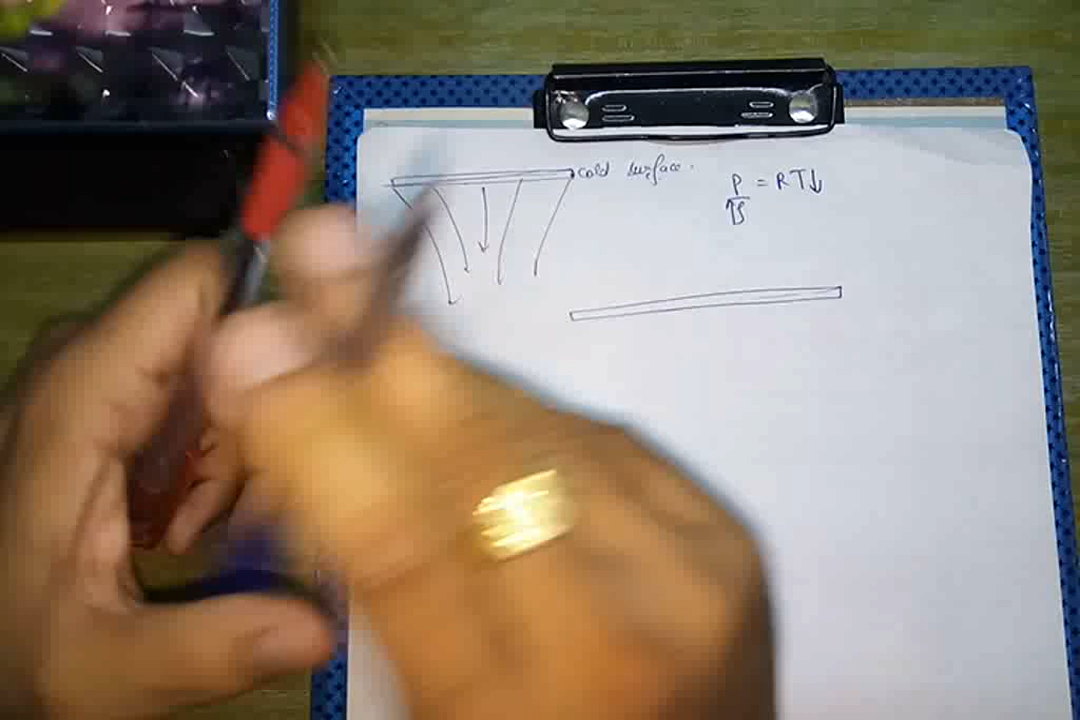 cold surface.
P/↑ρ = RT↓